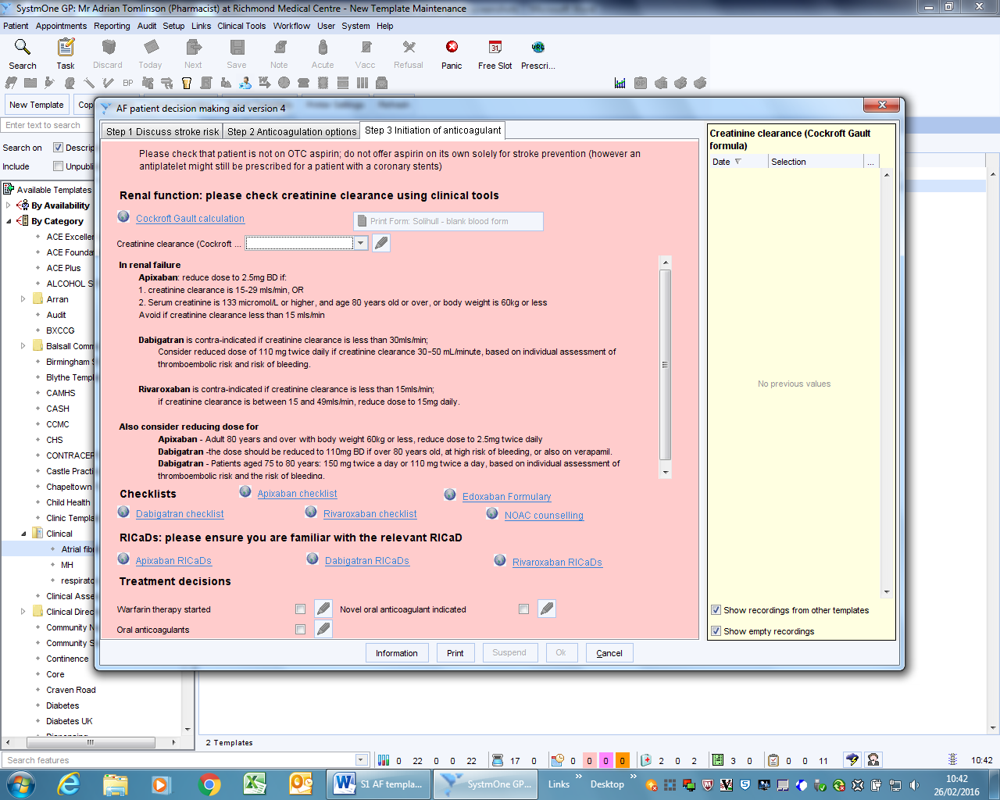 SystmOne GP: Mr Adrian Tomlinson (Pharmacist) at Richmond Medical Centre - New Template Maintenance
Patient Appointments Reporting Audit Setup Links Clinical Tools Workflow User System Help
Search Task Discard Today Next Save Note Acute Vacc Refusal Panic Free Slot Prescri...
BP
New Template Cop
Enter text to search
Search on Descrip
Include Unpubli
Available Templates
By Availability
By Category
ACE Exceller
ACE Founda
ACE Plus
ALCOHOL S
Arran
Audit
BXCCG
Balsall Comm
Birmingham S
Blythe Templ
CAMHS
CASH
CCMC
CHS
CONTRACEP
Castle Practi
Chapeltown
Child Health
Clinic Templa
Clinical
Atrial fib
MH
respirato
Clinical Asse
Clinical Direc
Community N
Community S
Continence
Core
Craven Road
Diabetes
Diabetes UK
Dispensing
AF patient decision making aid version 4
Step 1 Discuss stroke risk Step 2 Anticoagulation options Step 3 Initiation of anticoagulant
Please check that patient is not on OTC aspirin; do not offer aspirin on its own solely for stroke prevention (however an
antiplatelet might still be prescribed for a patient with a coronary stents)
Renal function: please check creatinine clearance using clinical tools
Cockroft Gault calculation Print Form: Solihull - blank blood form
Creatinine clearance (Cockroft ...
In renal failure
Apixaban: reduce dose to 2.5mg BD if:
1. creatinine clearance is 15-29 mls/min, OR
2. Serum creatinine is 133 micromol/L or higher, and age 80 years old or over, or body weight is 60kg or less
Avoid if creatinine clearance less than 15 mls/min
Dabigatran is contra-indicated if creatinine clearance is less than 30mls/min;
Consider reduced dose of 110 mg twice daily if creatinine clearance 30–50 mL/minute, based on individual assessment of
thromboembolic risk and risk of bleeding.
Rivaroxaban is contra-indicated if creatinine clearance is less than 15mls/min;
if creatinine clearance is between 15 and 49mls/min, reduce dose to 15mg daily.
Also consider reducing dose for
Apixaban - Adult 80 years and over with body weight 60kg or less, reduce dose to 2.5mg twice daily
Dabigatran -the dose should be reduced to 110mg BD if over 80 years old, at high risk of bleeding, or also on verapamil.
Dabigatran - Patients aged 75 to 80 years: 150 mg twice a day or 110 mg twice a day, based on individual assessment of
thromboembolic risk and the risk of bleeding.
Checklists Apixaban checklist Edoxaban Formulary
Dabigatran checklist Rivaroxaban checklist NOAC counselling
RICaDs: please ensure you are familiar with the relevant RICaD
Apixaban RICaDs Dabigatran RICaDs Rivaroxaban RICaDs
Treatment decisions
Warfarin therapy started Novel oral anticoagulant indicated
Oral anticoagulants
Creatinine clearance (Cockroft Gault
formula)
Date Selection ...
No previous values
Show recordings from other templates
Show empty recordings
Information Print Suspend Ok Cancel
2 Templates
Search features
0 22 0 0 22 17 0 0 0 0 0 2 0 2 3 0 0 0 11 10:42
S1 AF templa... SystmOne GP... Links » Desktop »
10:42
26/02/2016